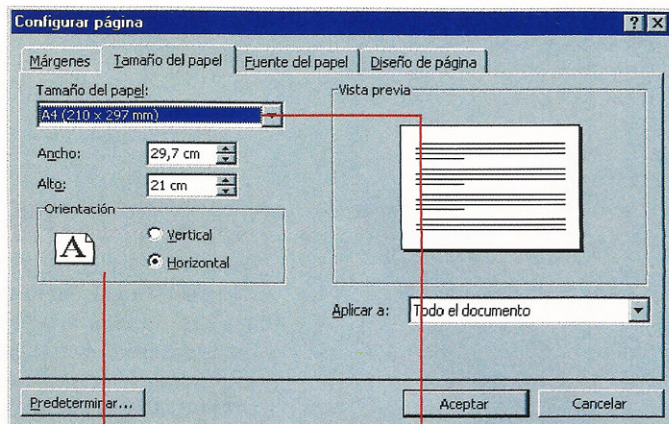 Configurar página
Márgenes Tamaño del papel Fuente del papel Diseño de página
Tamaño del papel:
A4 (210 x 297 mm)
Ancho: 29,7 cm
Alto: 21 cm
Orientación
A
Vertical
Horizontal
Vista previa
Aplicar a: Todo el documento
Predeterminar... Aceptar Cancelar